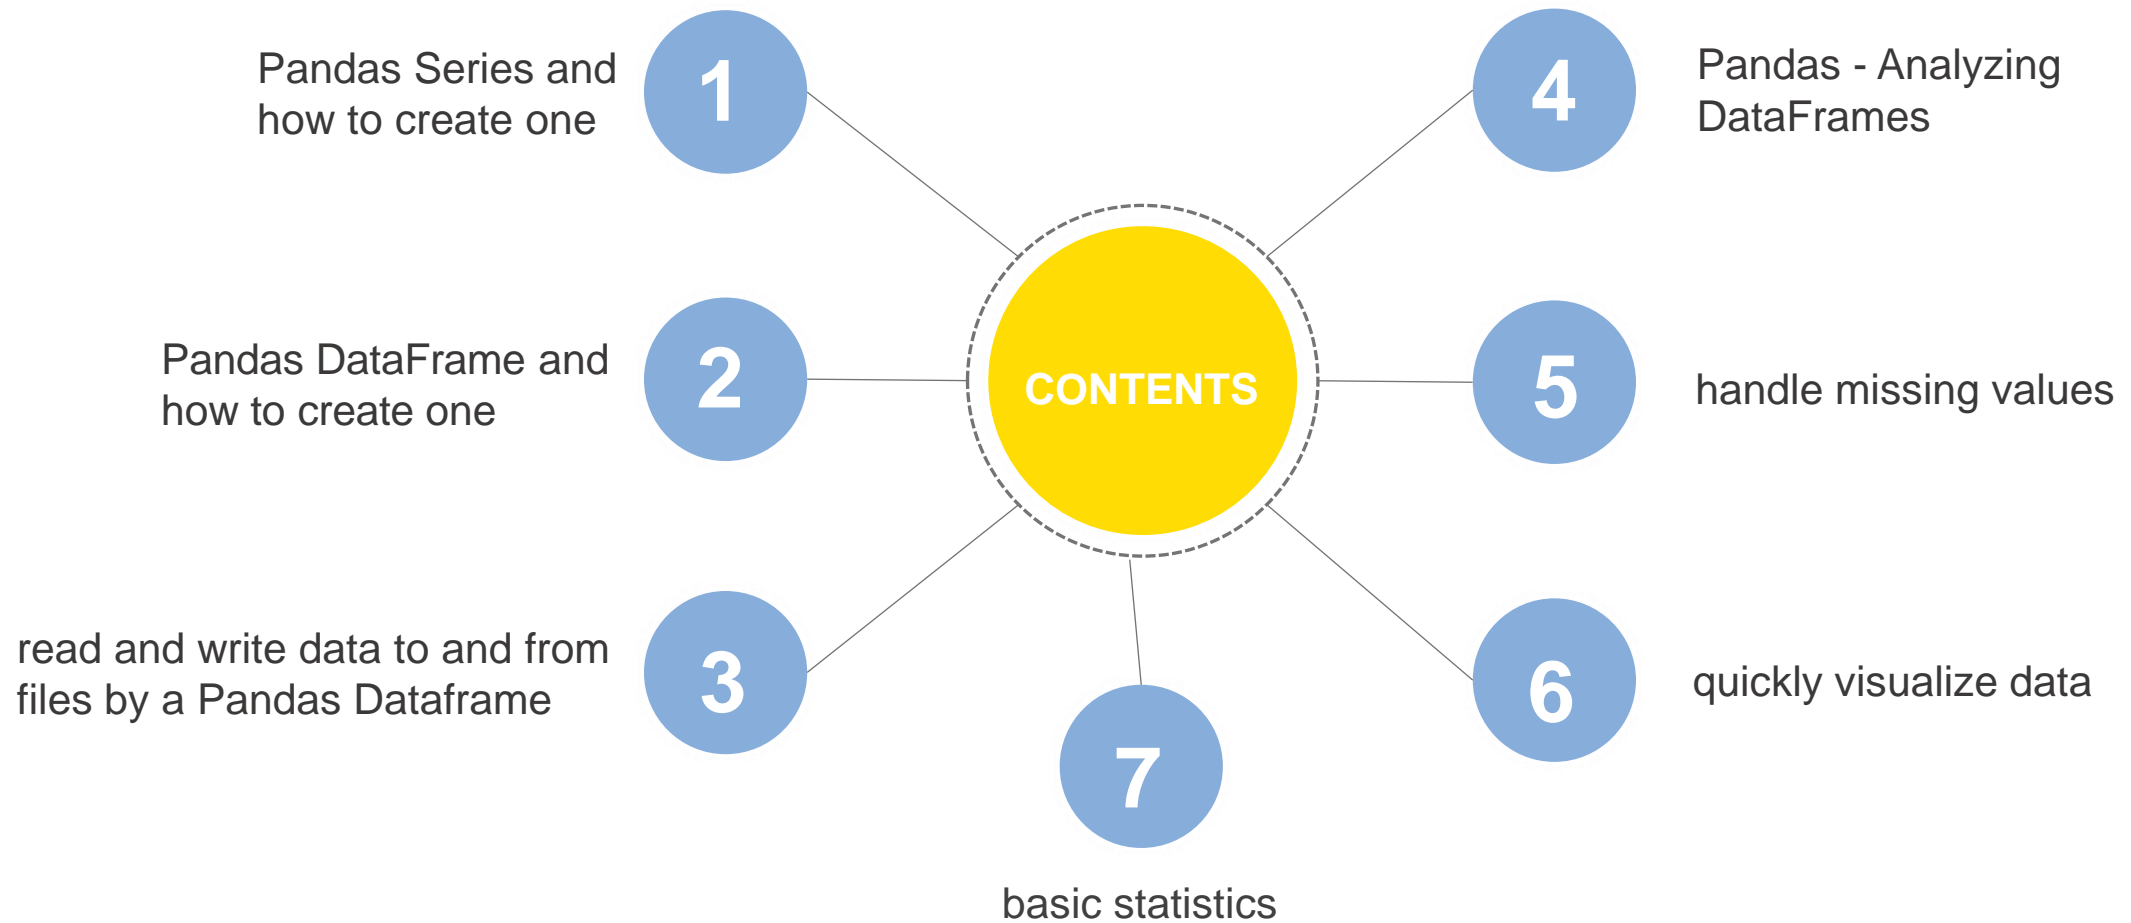 1
Pandas Series and
how to create one
2
Pandas DataFrame and
how to create one
3
read and write data to and from
files by a Pandas Dataframe
CONTENTS
4
Pandas - Analyzing
DataFrames
5
handle missing values
6
quickly visualize data
7
basic statistics